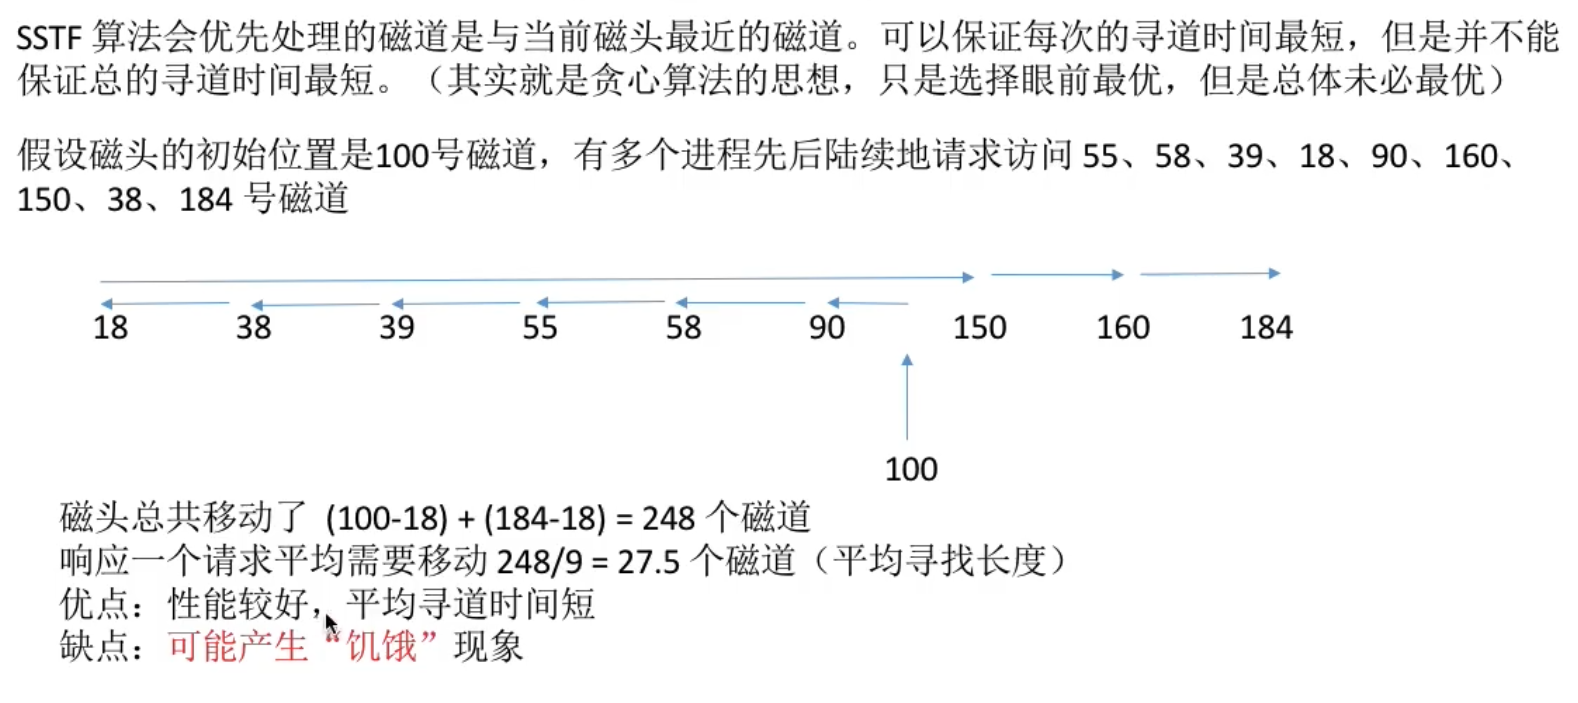 SSTF 算法会优先处理的磁道是与当前磁头最近的磁道。可以保证每次的寻道时间最短，但是并不能
保证总的寻道时间最短。（其实就是贪心算法的思想，只是选择眼前最优，但是总体未必最优）
假设磁头的初始位置是100号磁道，有多个进程先后陆续地请求访问 55、58、39、18、90、160、
150、38、184 号磁道
18 38 39 55 58 90 150 160 184
100
磁头总共移动了 (100-18) + (184-18) = 248 个磁道
响应一个请求平均需要移动 248/9 = 27.5 个磁道（平均寻找长度）
优点：性能较好，平均寻道时间短
缺点：可能产生“饥饿”现象